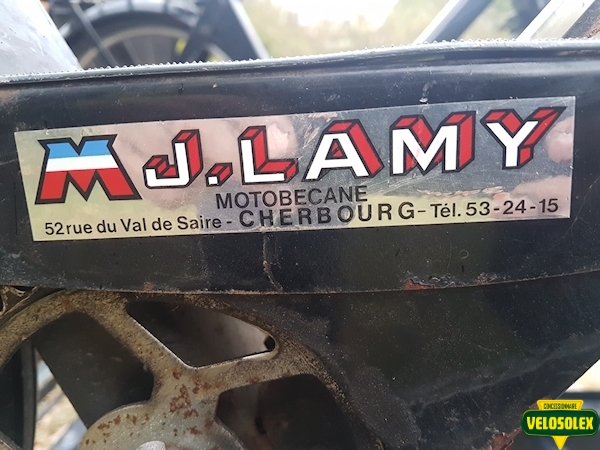 M J. LAMY
MOTOBECANE
52 rue du Val de Saire - CHERBOURG - Tél. 53-24-15
CONCESSIONNAIRE
VELOSOLEX